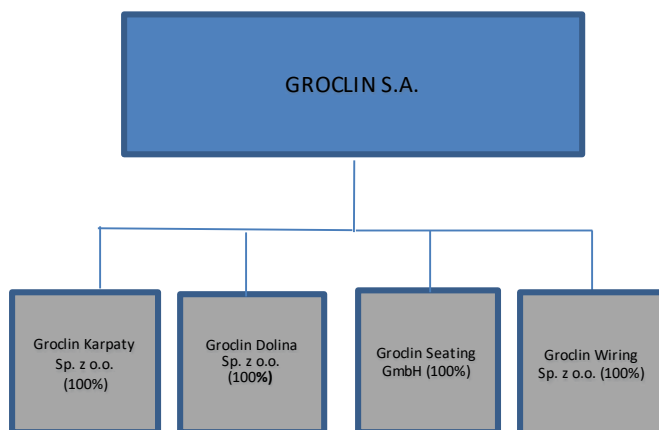 GROCLIN S.A.
Groclin Karpaty
Sp. z o.o.
(100%)
Groclin Dolina
Sp. z o.o.
(100%)
Groclin Seating
GmbH (100%)
Groclin Wiring
Sp. z o.o. (100%)